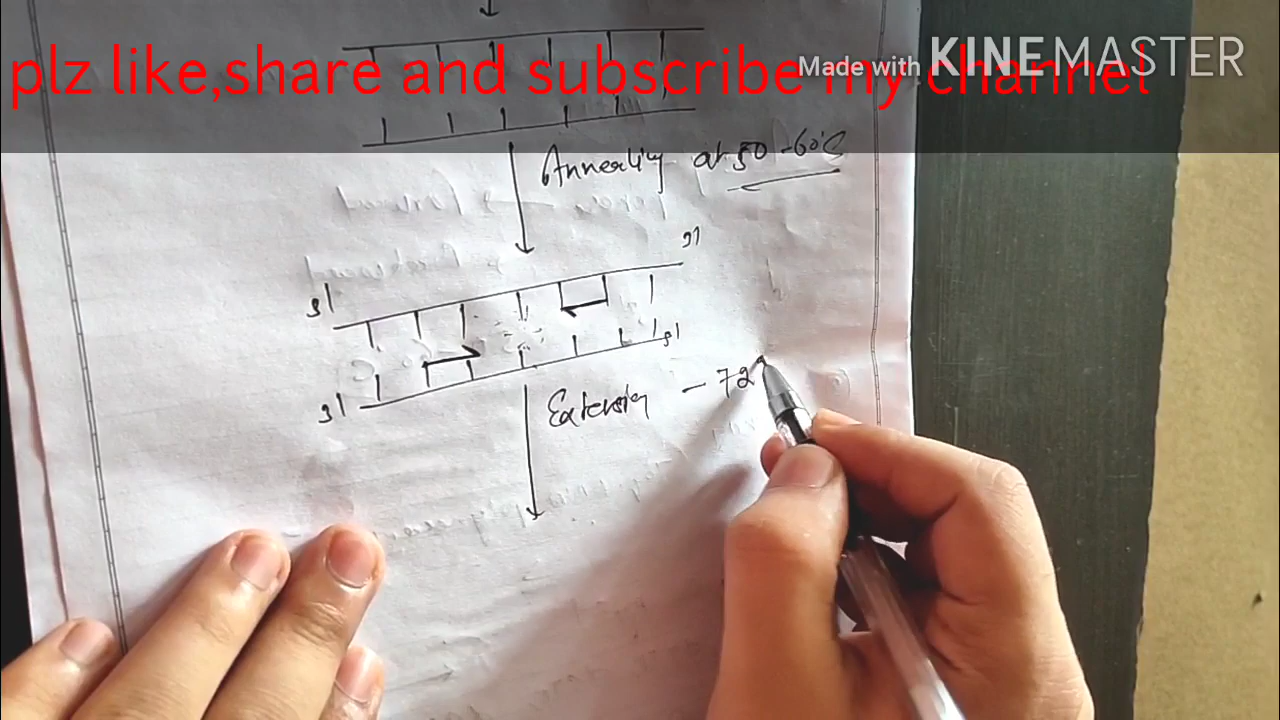 plz like,share and subscribe my channel
Made with KINEMASTER
Annealing at 50 - 60°C
Extension - 72°